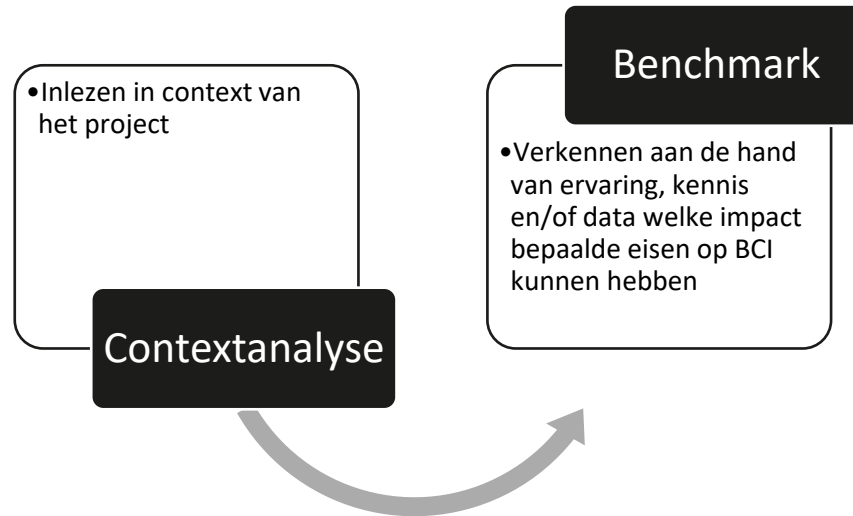 •Inlezen in context van
het project
Contextanalyse
Benchmark
•Verkennen aan de hand
van ervaring, kennis
en/of data welke impact
bepaalde eisen op BCI
kunnen hebben